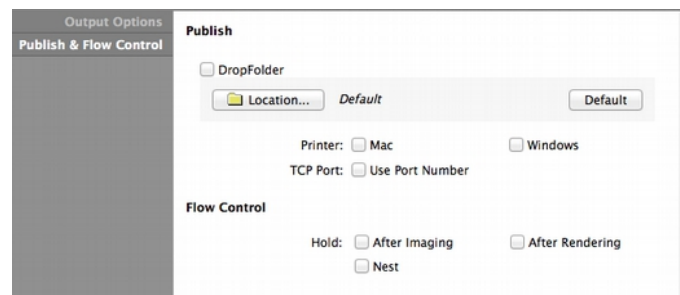 Output Options
Publish & Flow Control
Publish
DropFolder
Location... Default Default
Printer: Mac Windows
TCP Port: Use Port Number
Flow Control
Hold: After Imaging After Rendering
Nest